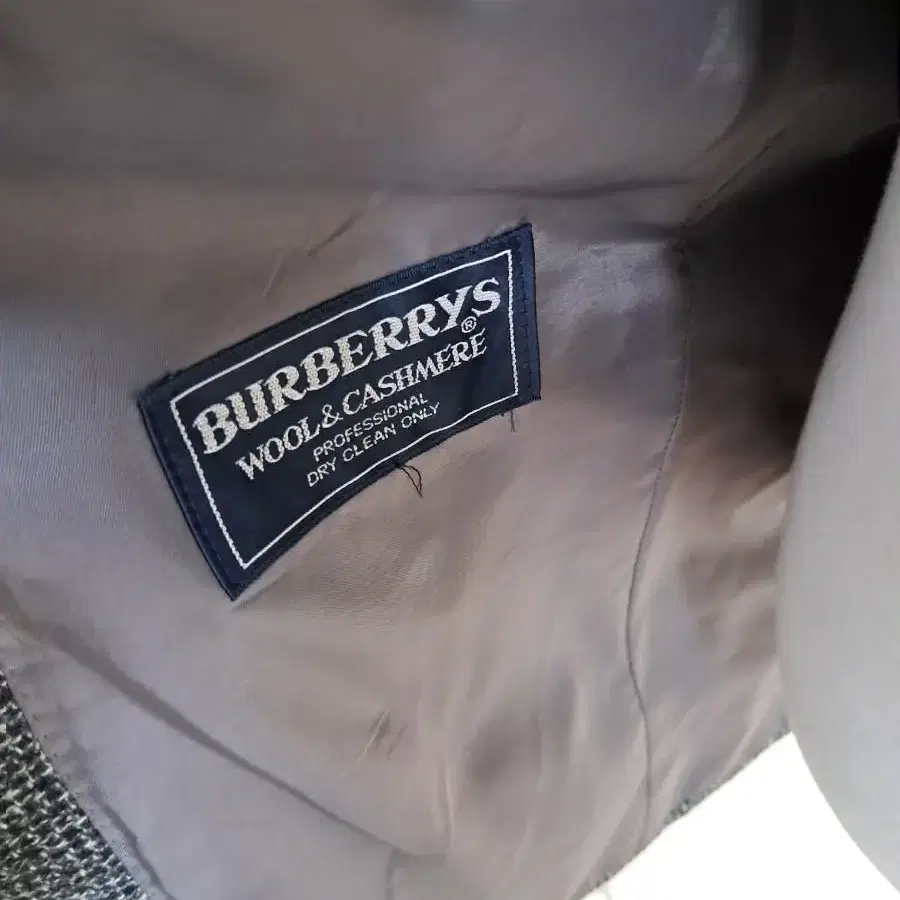 BURBERRYS
®
WOOL & CASHMERE
PROFESSIONAL
DRY CLEAN ONLY